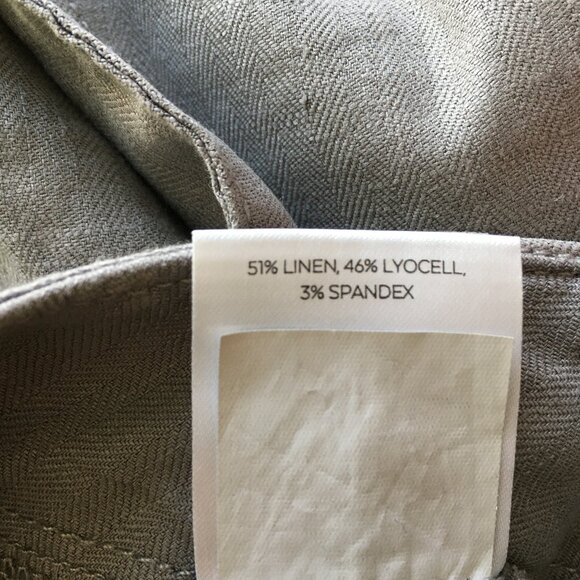 51% LINEN, 46% LYOCELL,
3% SPANDEX